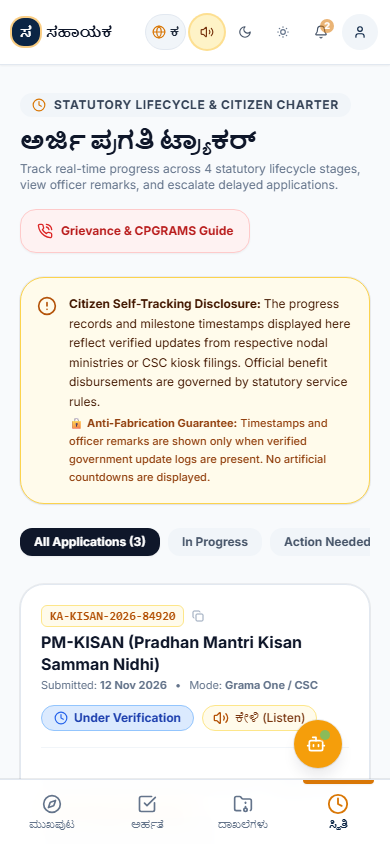 ಸ ಸಹಾಯಕ ಕ 2
STATUTORY LIFECYCLE & CITIZEN CHARTER
ಅರ್ಜಿ ಪ್ರಗತಿ ಟ್ರ್ಯಾಕರ್
Track real-time progress across 4 statutory lifecycle stages,
view officer remarks, and escalate delayed applications.
Grievance & CPGRAMS Guide
Citizen Self-Tracking Disclosure: The progress
records and milestone timestamps displayed here
reflect verified updates from respective nodal
ministries or CSC kiosk filings. Official benefit
disbursements are governed by statutory service
rules.
🔒 Anti-Fabrication Guarantee: Timestamps and
officer remarks are shown only when verified
government update logs are present. No artificial
countdowns are displayed.
All Applications (3) In Progress Action Needed
KA-KISAN-2026-84920
PM-KISAN (Pradhan Mantri Kisan
Samman Nidhi)
Submitted: 12 Nov 2026 • Mode: Grama One / CSC
Under Verification ಕೇಳಿ (Listen)
ಮುಖಪುಟ ಅರ್ಹತೆ ದಾಖಲೆಗಳು ಸ್ಥಿತಿ